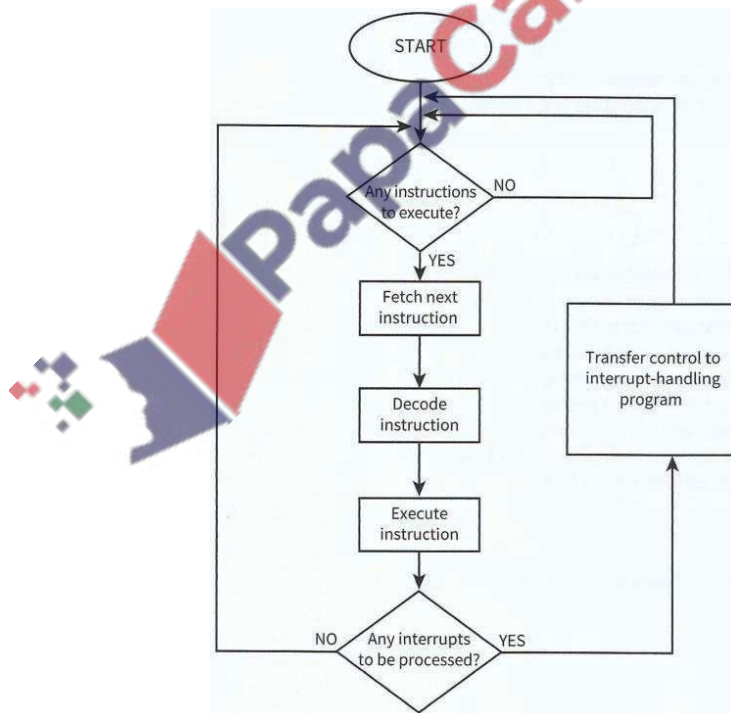 START
Any instructions
to execute?
NO
YES
Fetch next
instruction
Decode
instruction
Execute
instruction
Any interrupts
to be processed?
NO
YES
Transfer control to
interrupt-handling
program